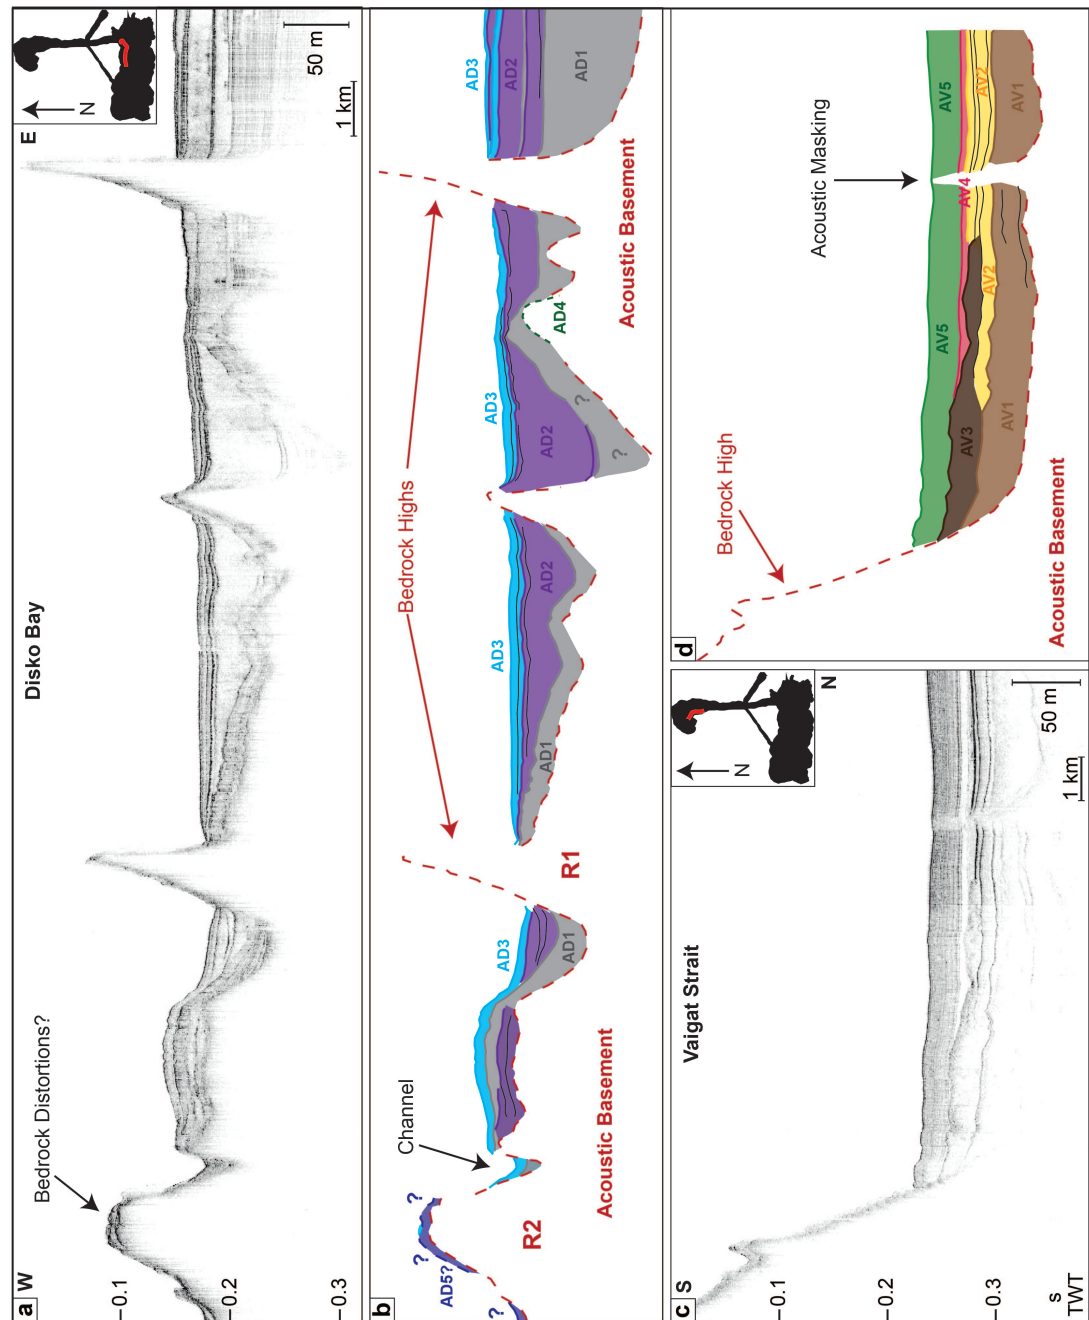 a
W
Disko Bay
E
N
Bedrock Distortions?
50 m
1 km
0.1
0.2
0.3
b
Bedrock Highs
Channel
?
?
?
AD5?
R2
AD3
AD1
R1
AD3
AD1
AD2
AD3
AD2
?
?
AD4
AD3
AD2
AD1
Acoustic Basement
Acoustic Basement
c
S
Vaigat Strait
N
N
50 m
1 km
0.1
0.2
0.3
s
TWT
d
Bedrock High
Acoustic Masking
AV5
AV5
AV4
AV3
AV2
AV2
AV1
AV1
Acoustic Basement